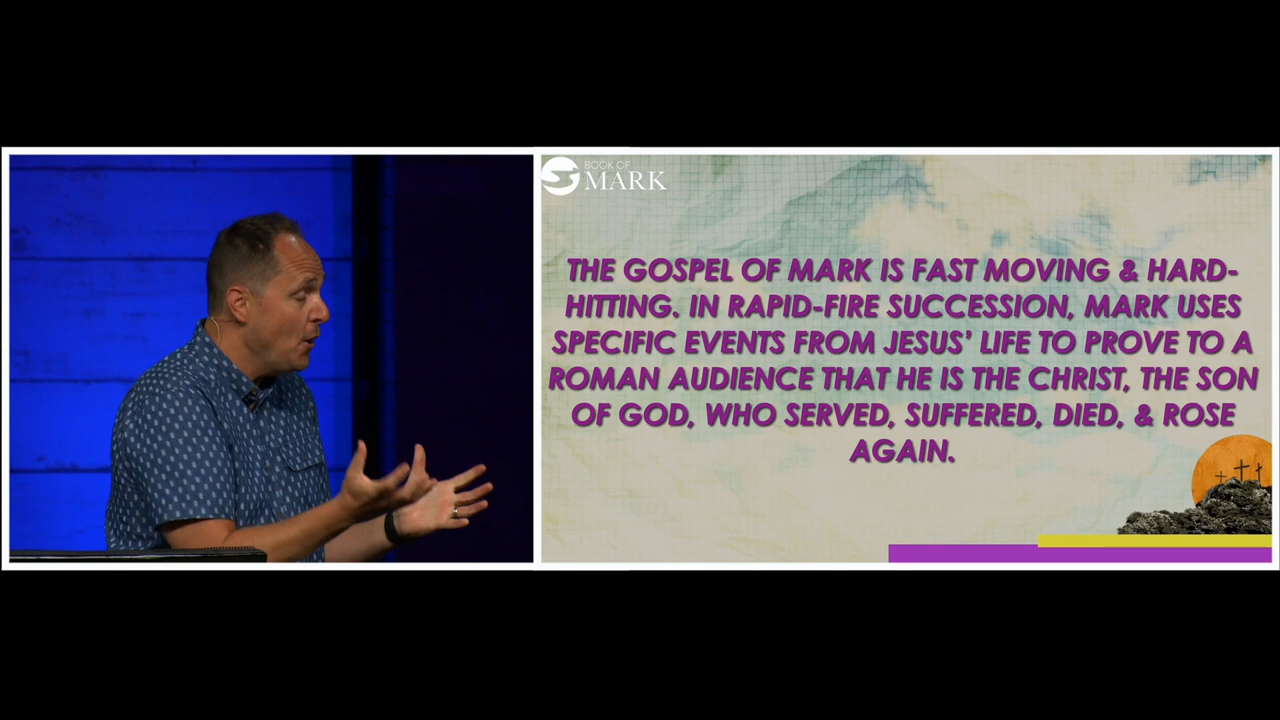 BOOK OF
MARK
THE GOSPEL OF MARK IS FAST MOVING & HARD-
HITTING. IN RAPID-FIRE SUCCESSION, MARK USES
SPECIFIC EVENTS FROM JESUS’ LIFE TO PROVE TO A
ROMAN AUDIENCE THAT HE IS THE CHRIST, THE SON
OF GOD, WHO SERVED, SUFFERED, DIED, & ROSE
AGAIN.